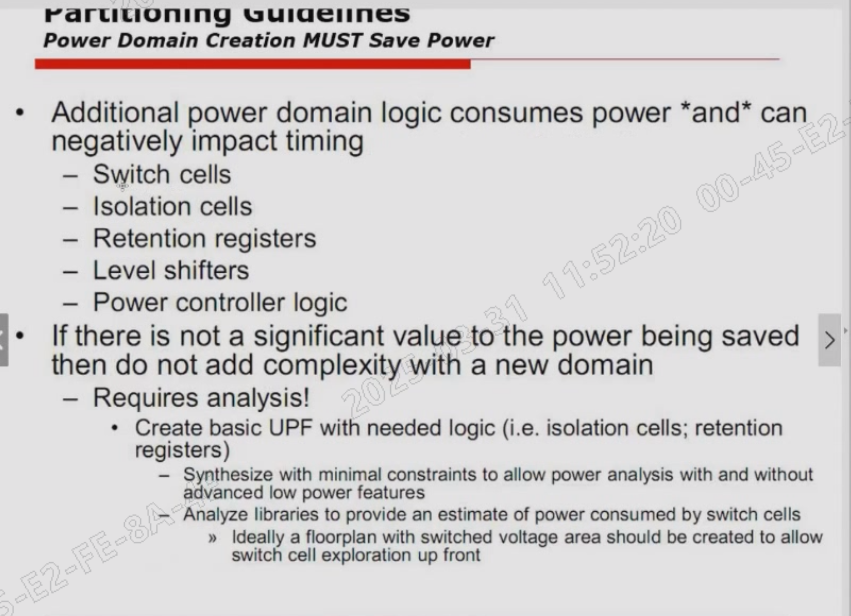 Partitioning Guidelines
Power Domain Creation MUST Save Power
• Additional power domain logic consumes power *and* can
negatively impact timing
– Switch cells
– Isolation cells
– Retention registers
– Level shifters
– Power controller logic
• If there is not a significant value to the power being saved
then do not add complexity with a new domain
– Requires analysis!
• Create basic UPF with needed logic (i.e. isolation cells; retention
registers)
– Synthesize with minimal constraints to allow power analysis with and without
advanced low power features
– Analyze libraries to provide an estimate of power consumed by switch cells
» Ideally a floorplan with switched voltage area should be created to allow
switch cell exploration up front
2025-03-31 11:52:20 00-45-E2-
-E2-FE-8A-4